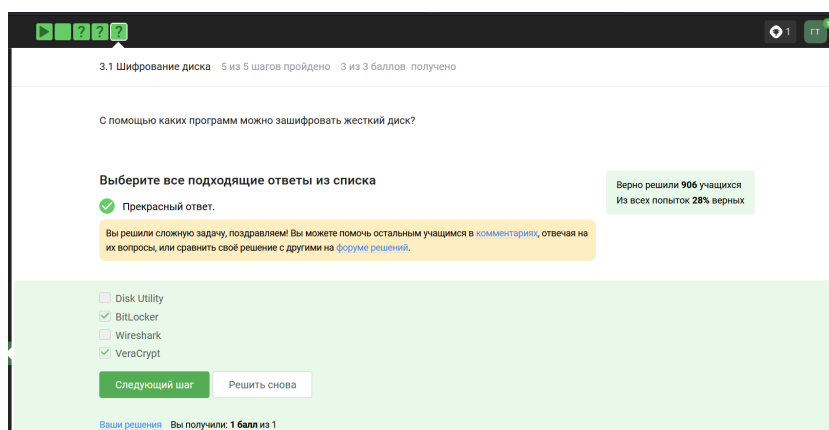 ? ? ?
1 ГТ
3.1 Шифрование диска 5 из 5 шагов пройдено 3 из 3 баллов получено
С помощью каких программ можно зашифровать жесткий диск?
Выберите все подходящие ответы из списка
Верно решили 906 учащихся
Из всех попыток 28% верных
Прекрасный ответ.
Вы решили сложную задачу, поздравляем! Вы можете помочь остальным учащимся в комментариях, отвечая на
их вопросы, или сравнить своё решение с другими на форуме решений.
Disk Utility
BitLocker
Wireshark
VeraCrypt
Следующий шаг Решить снова
Ваши решения Вы получили: 1 балл из 1